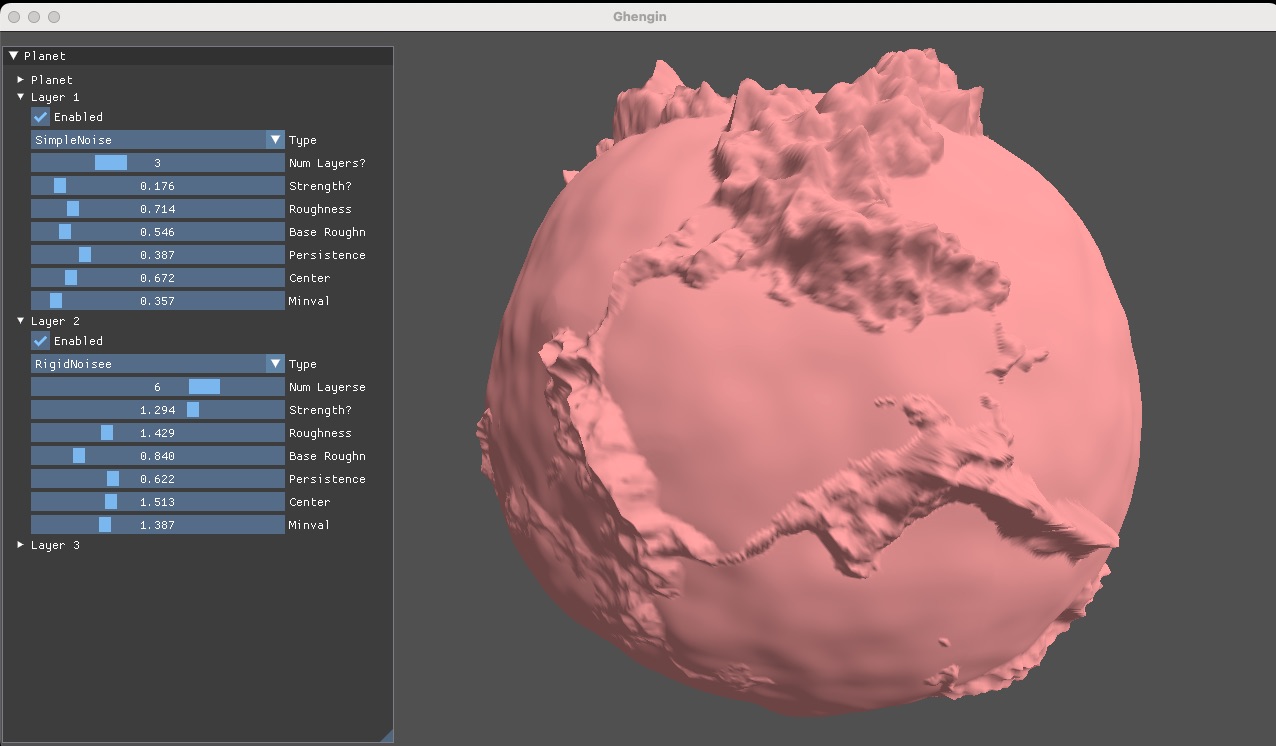 Ghengin
Planet
Planet
Layer 1
Enabled
SimpleNoise Type
3 Num Layers?
0.176 Strength?
0.714 Roughness
0.546 Base Roughn
0.387 Persistence
0.672 Center
0.357 Minval
Layer 2
Enabled
RigidNoisee Type
6 Num Layerse
1.294 Strength?
1.429 Roughness
0.840 Base Roughn
0.622 Persistence
1.513 Center
1.387 Minval
Layer 3